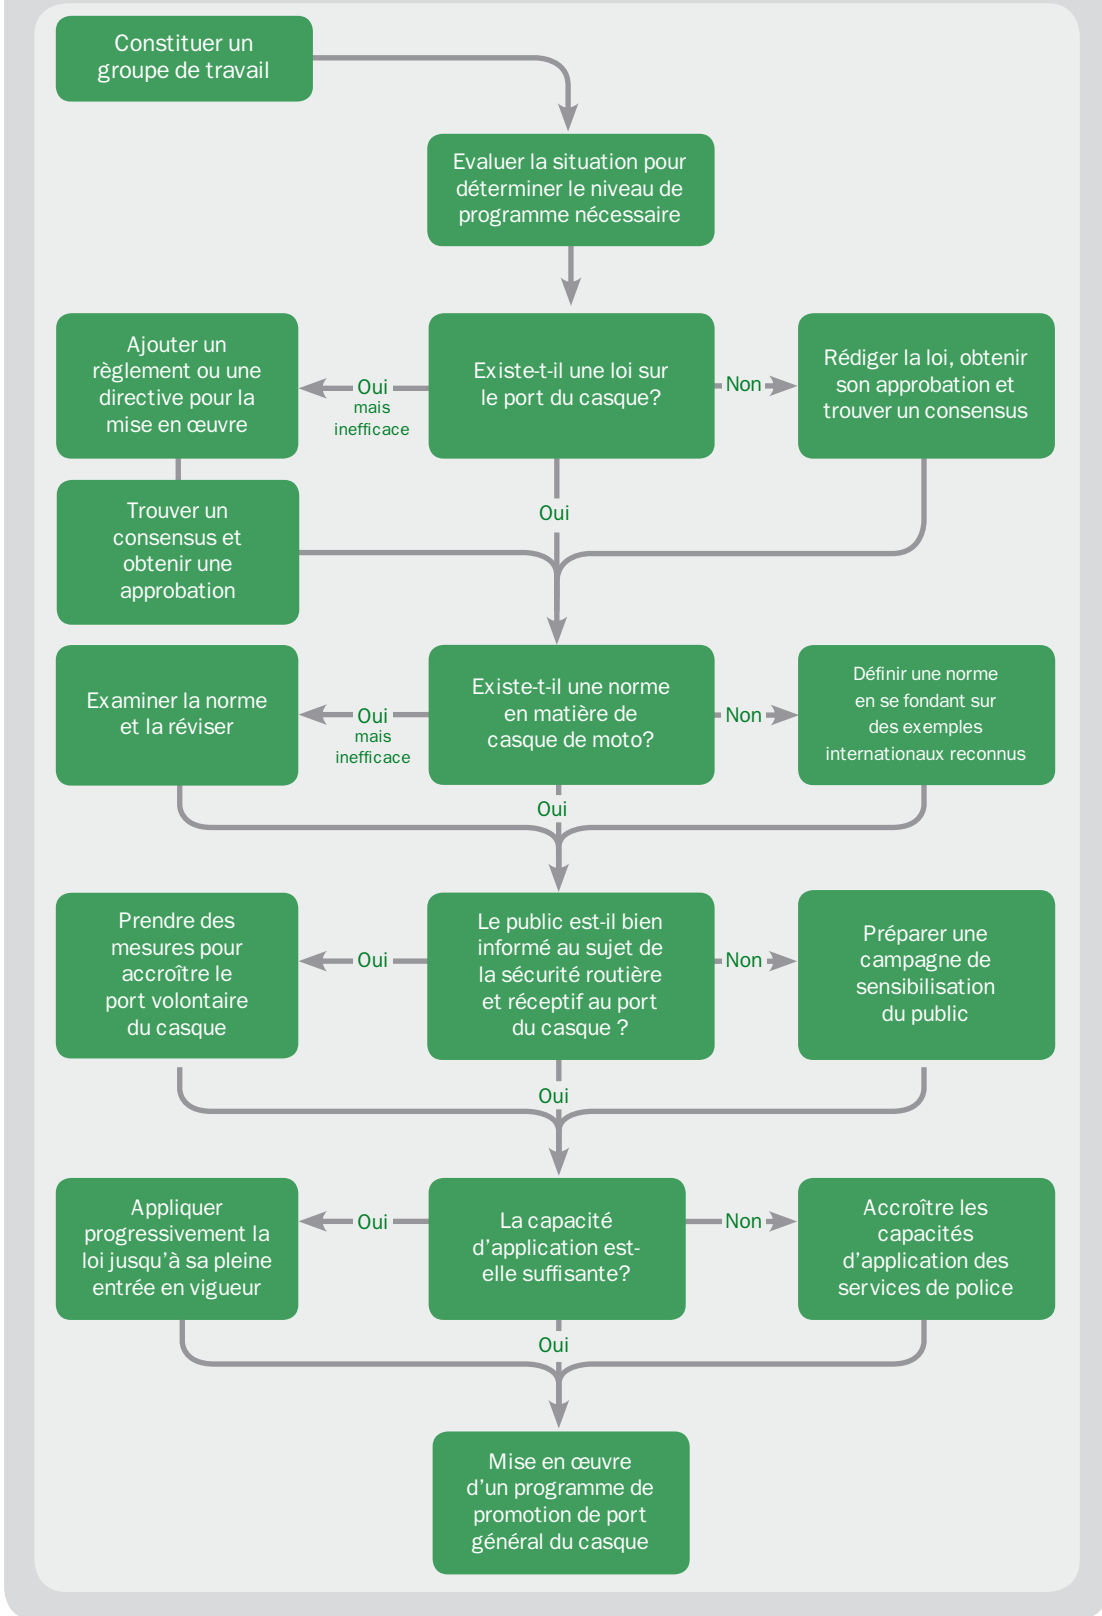 Constituer un
groupe de travail
Evaluer la situation pour
déterminer le niveau de
programme nécessaire
Ajouter un
règlement ou une
directive pour la
mise en œuvre
Oui
mais
inefficace
Existe-t-il une loi sur
le port du casque?
Non
Rédiger la loi, obtenir
son approbation et
trouver un consensus
Trouver un
consensus et
obtenir une
approbation
Oui
Examiner la norme
et la réviser
Oui
mais
inefficace
Existe-t-il une norme
en matière de
casque de moto?
Non
Définir une norme
en se fondant sur
des exemples
internationaux reconnus
Oui
Prendre des
mesures pour
accroître le
port volontaire
du casque
Oui
Le public est-il bien
informé au sujet de
la sécurité routière
et réceptif au port
du casque ?
Non
Préparer une
campagne de
sensibilisation
du public
Oui
Appliquer
progressivement la
loi jusqu'à sa pleine
entrée en vigueur
Oui
La capacité
d'application est-
elle suffisante?
Non
Accroître les
capacités
d'application des
services de police
Oui
Mise en œuvre
d'un programme de
promotion de port
général du casque